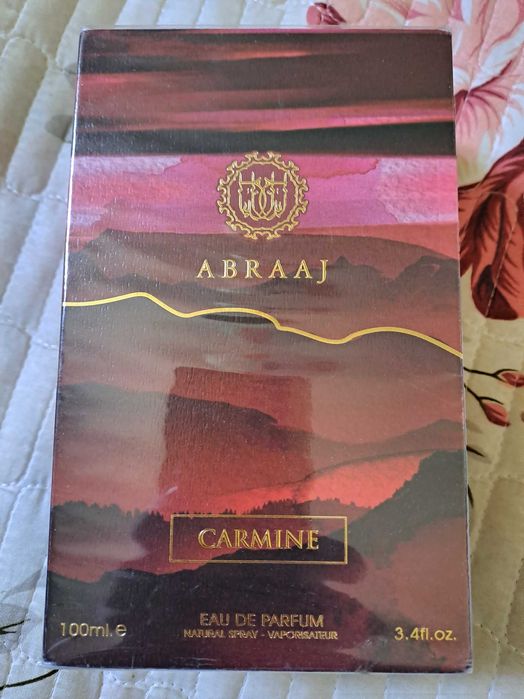 ABRAAJ
CARMINE
EAU DE PARFUM
NATURAL SPRAY - VAPORISATEUR
100ml. e
3.4fl.oz.